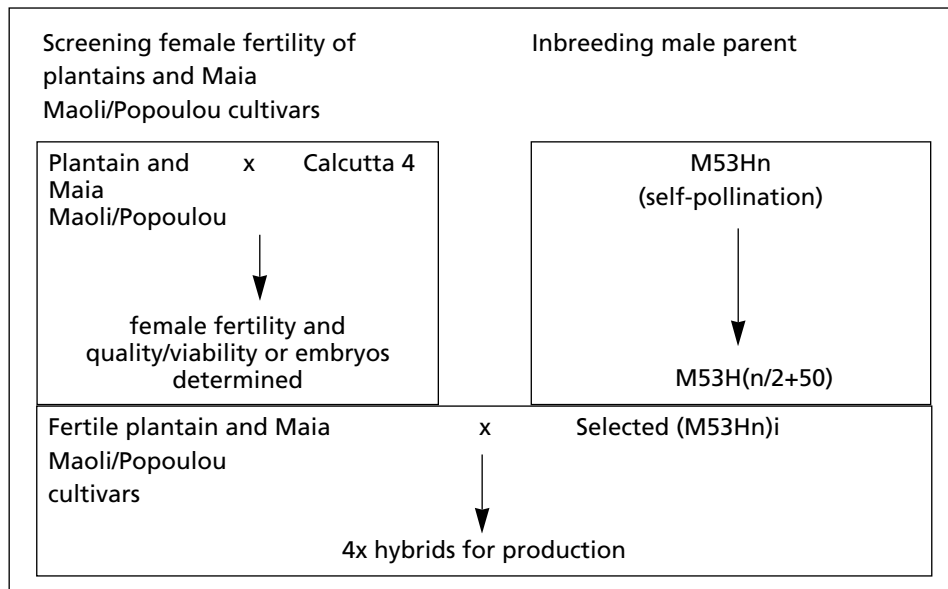 Screening female fertility of
plantains and Maia
Maoli/Popoulou cultivars
Inbreeding male parent
Plantain and x Calcutta 4
Maia
Maoli/Popoulou
female fertility and
quality/viability or embryos
determined
M53Hn
(self-pollination)
M53H(n/2+50)
Fertile plantain and Maia x Selected (M53Hn)i
Maoli/Popoulou
cultivars
4x hybrids for production